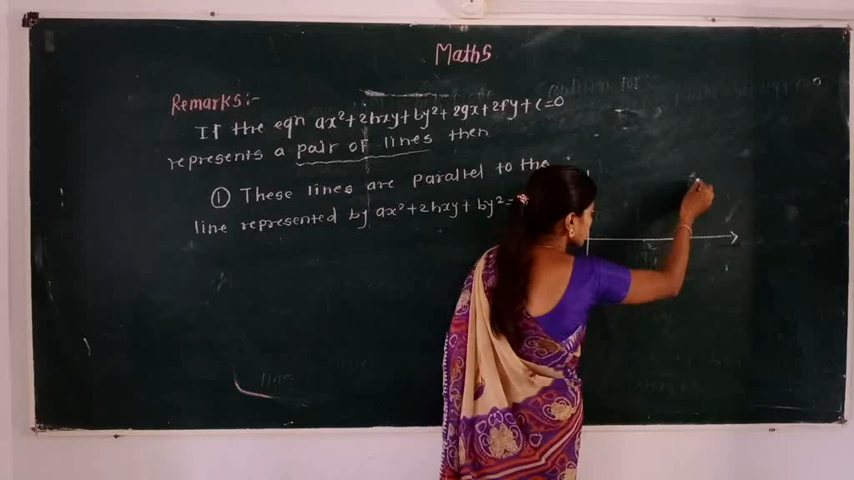 Maths
Remarks:-
If the eqn ax²+2hxy+by²+2gx+2fy+c=0
represents a pair of lines then
① These lines are parallel to the
line represented by ax²+2hxy+by²=